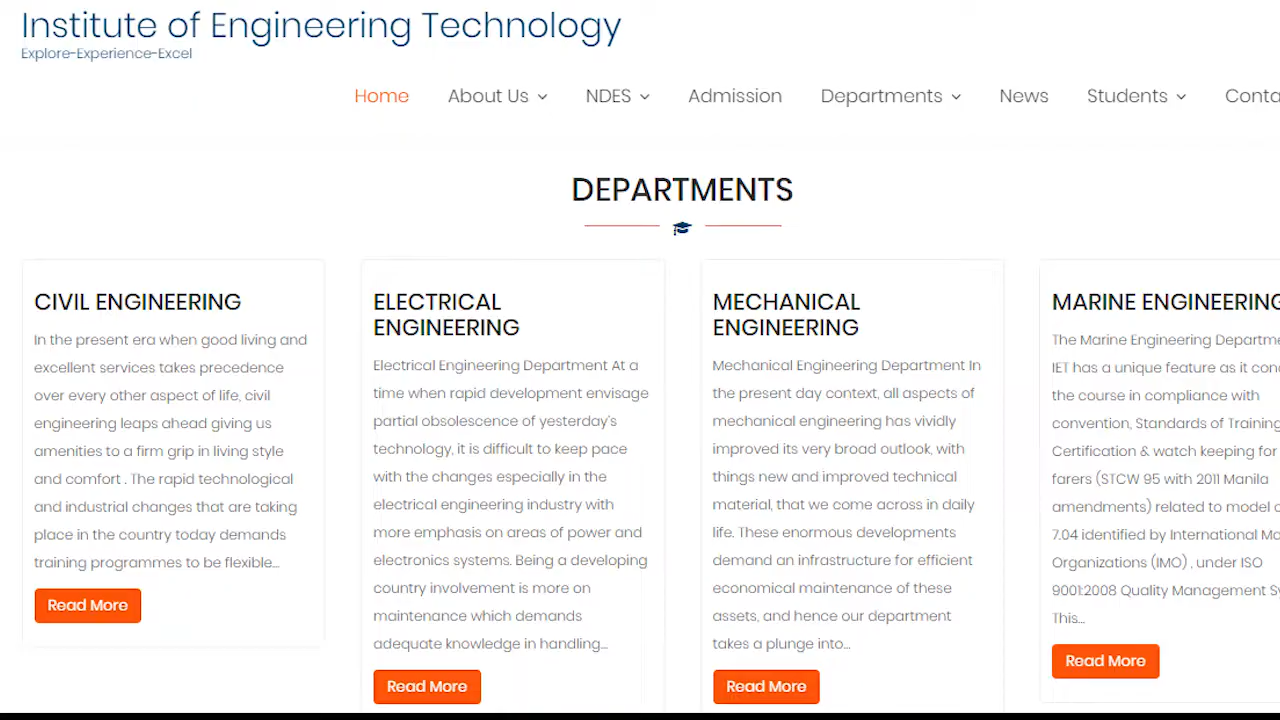 Institute of Engineering Technology
Explore-Experience-Excel
Home About Us NDES Admission Departments News Students
DEPARTMENTS
CIVIL ENGINEERING
In the present era when good living and
excellent services takes precedence
over every other aspect of life, civil
engineering leaps ahead giving us
amenities to a firm grip in living style
and comfort . The rapid technological
and industrial changes that are taking
place in the country today demands
training programmes to be flexible...
Read More
ELECTRICAL
ENGINEERING
Electrical Engineering Department At a
time when rapid development envisage
partial obsolescence of yesterday's
technology, it is difficult to keep pace
with the changes especially in the
electrical engineering industry with
more emphasis on areas of power and
electronics systems. Being a developing
country involvement is more on
maintenance which demands
adequate knowledge in handling...
Read More
MECHANICAL
ENGINEERING
Mechanical Engineering Department In
the present day context, all aspects of
mechanical engineering has vividly
improved its very broad outlook, with
things new and improved technical
material, that we come across in daily
life. These enormous developments
demand an infrastructure for efficient
economical maintenance of these
assets, and hence our department
takes a plunge into...
Read More
MARINE ENGINEERING
The Marine Engineering
IET has a unique feature as it
the course in compliance with
convention, Standards of Training
Certification & watch keeping for
farers (STCW 95 with 2011 Manila
amendments) related to model
7.04 identified by International
Organizations (IMO) , under ISO
9001:2008 Quality Management
This...
Read More